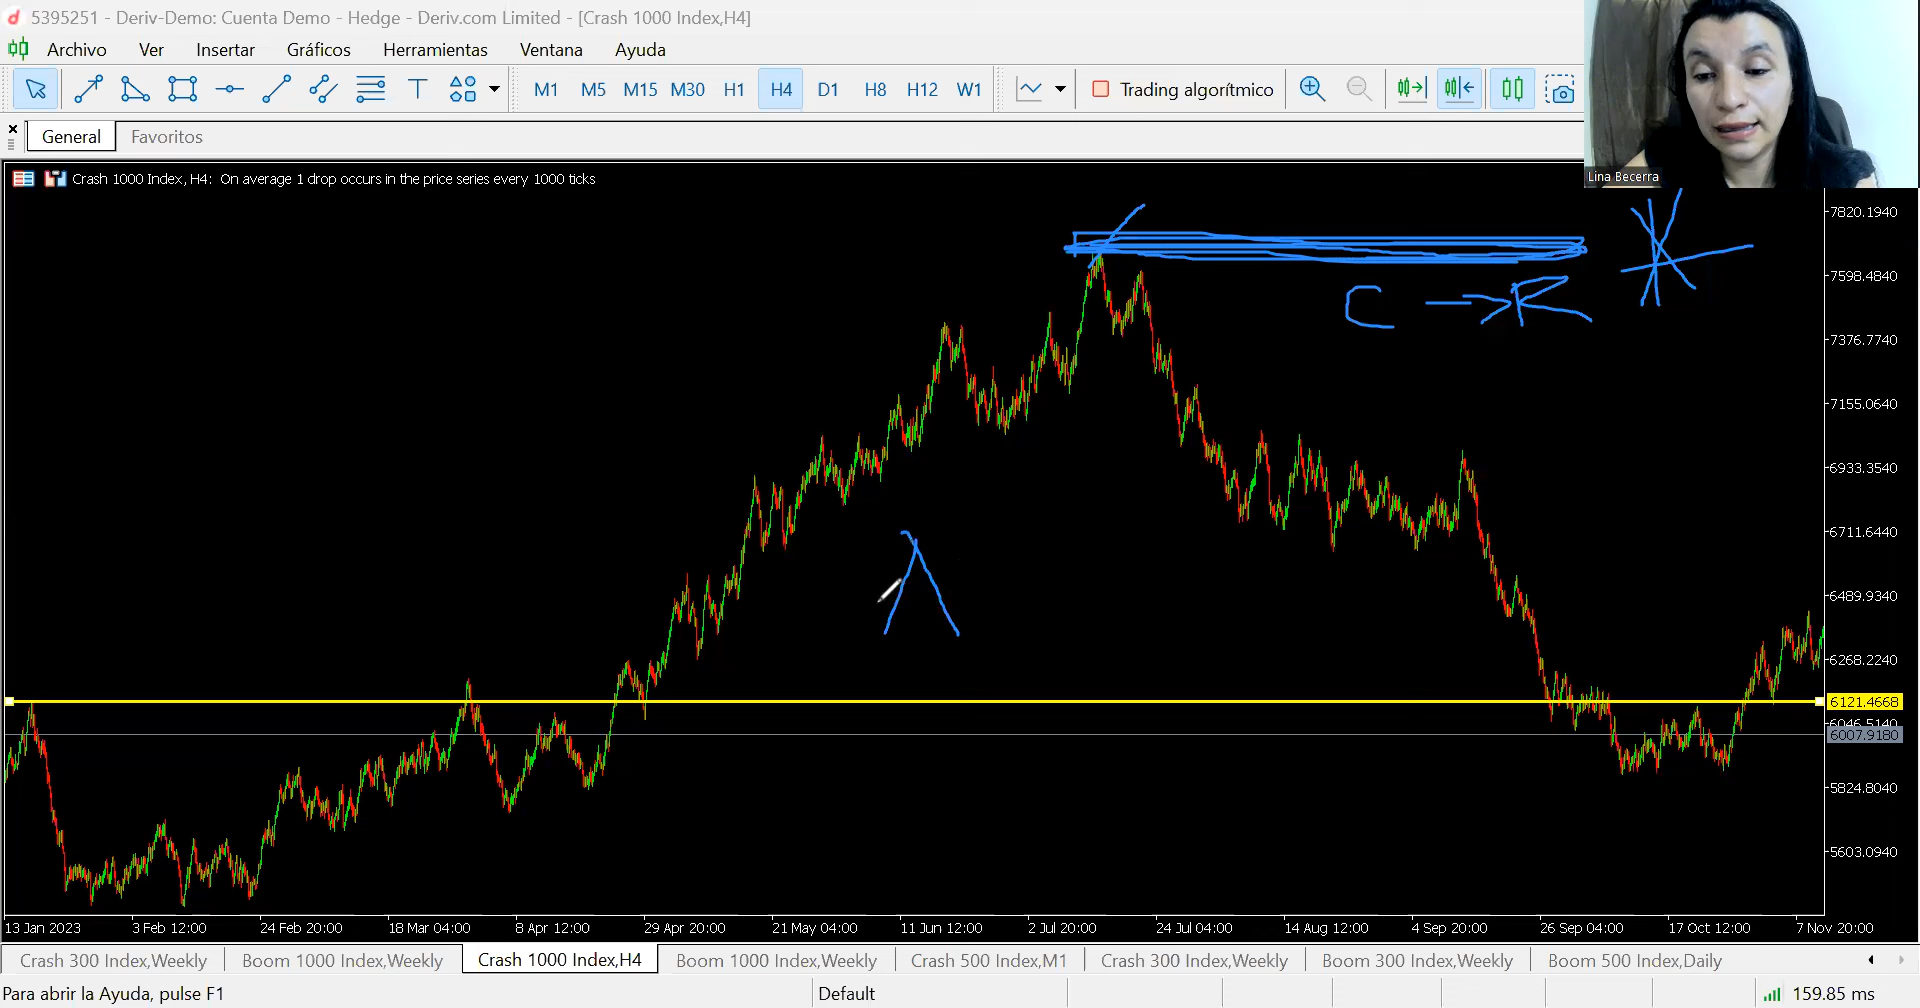 5395251 - Deriv-Demo: Cuenta Demo - Hedge - Deriv.com Limited - [Crash 1000 Index,H4]
Archivo Ver Insertar Gráficos Herramientas Ventana Ayuda
T M1 M5 M15 M30 H1 H4 D1 H8 H12 W1 Trading algorítmico
General Favoritos
Lina Becerra
Crash 1000 Index, H4: On average 1 drop occurs in the price series every 1000 ticks
7820.1940
7598.4840
C → R
7376.7740
7155.0640
6933.3540
6711.6440
6489.9340
6268.2240
6121.4668
6046.5140
6007.9180
5824.8040
5603.0940
13 Jan 2023 3 Feb 12:00 24 Feb 20:00 18 Mar 04:00 8 Apr 12:00 29 Apr 20:00 21 May 04:00 11 Jun 12:00 2 Jul 20:00 24 Jul 04:00 14 Aug 12:00 4 Sep 20:00 26 Sep 04:00 17 Oct 12:00 7 Nov 20:00
Crash 300 Index,Weekly Boom 1000 Index,Weekly Crash 1000 Index,H4 Boom 1000 Index,Weekly Crash 500 Index,M1 Crash 300 Index,Weekly Boom 300 Index,Weekly Boom 500 Index,Daily
Para abrir la Ayuda, pulse F1 Default 159.85 ms